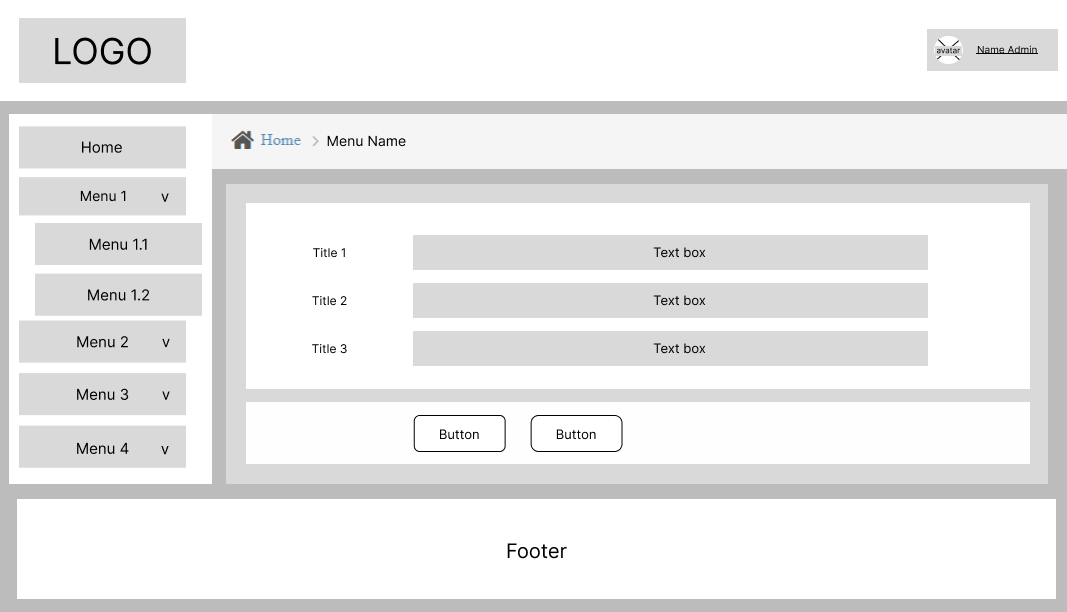 LOGO
avatar
Name Admin
Home
Menu 1 v
Menu 1.1
Menu 1.2
Menu 2 v
Menu 3 v
Menu 4 v
Home > Menu Name
Title 1 Text box
Title 2 Text box
Title 3 Text box
Button Button
Footer